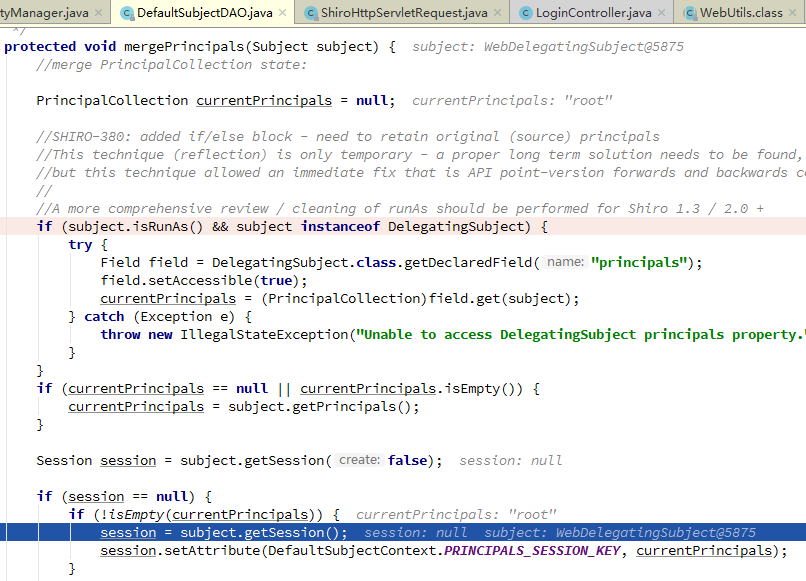 tyManager.java × DefaultSubjectDAO.java × ShiroHttpServletRequest.java × LoginController.java × WebUtils.class ×
*/
protected void mergePrincipals(Subject subject) { subject: WebDelegatingSubject@5875
//merge PrincipalCollection state:
PrincipalCollection currentPrincipals = null; currentPrincipals: "root"
//SHIRO-380: added if/else block - need to retain original (source) principals
//This technique (reflection) is only temporary - a proper long term solution needs to be found,
//but this technique allowed an immediate fix that is API point-version forwards and backwards co
//
//A more comprehensive review / cleaning of runAs should be performed for Shiro 1.3 / 2.0 +
if (subject.isRunAs() && subject instanceof DelegatingSubject) {
try {
Field field = DelegatingSubject.class.getDeclaredField( name: "principals");
field.setAccessible(true);
currentPrincipals = (PrincipalCollection)field.get(subject);
} catch (Exception e) {
throw new IllegalStateException("Unable to access DelegatingSubject principals property."
}
}
if (currentPrincipals == null || currentPrincipals.isEmpty()) {
currentPrincipals = subject.getPrincipals();
}
Session session = subject.getSession( create: false); session: null
if (session == null) {
if (!isEmpty(currentPrincipals)) { currentPrincipals: "root"
session = subject.getSession(); session: null subject: WebDelegatingSubject@5875
session.setAttribute(DefaultSubjectContext.PRINCIPALS_SESSION_KEY, currentPrincipals);
}